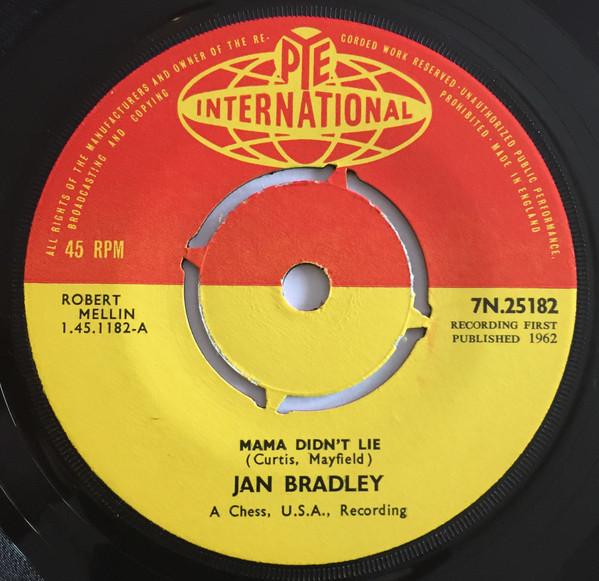 ALL RIGHTS OF THE MANUFACTURERS AND OWNER OF THE RE-
CORDED WORK RESERVED·UNAUTHORIZED PUBLIC PERFORMANCE.
BROADCASTING AND COPYING
PROHIBITED·MADE IN ENGLAND
PYE
INTERNATIONAL
45 RPM
ROBERT
MELLIN
1.45.1182-A
7N.25182
RECORDING FIRST
PUBLISHED 1962
MAMA DIDN'T LIE
(Curtis, Mayfield)
JAN BRADLEY
A Chess, U.S.A., Recording